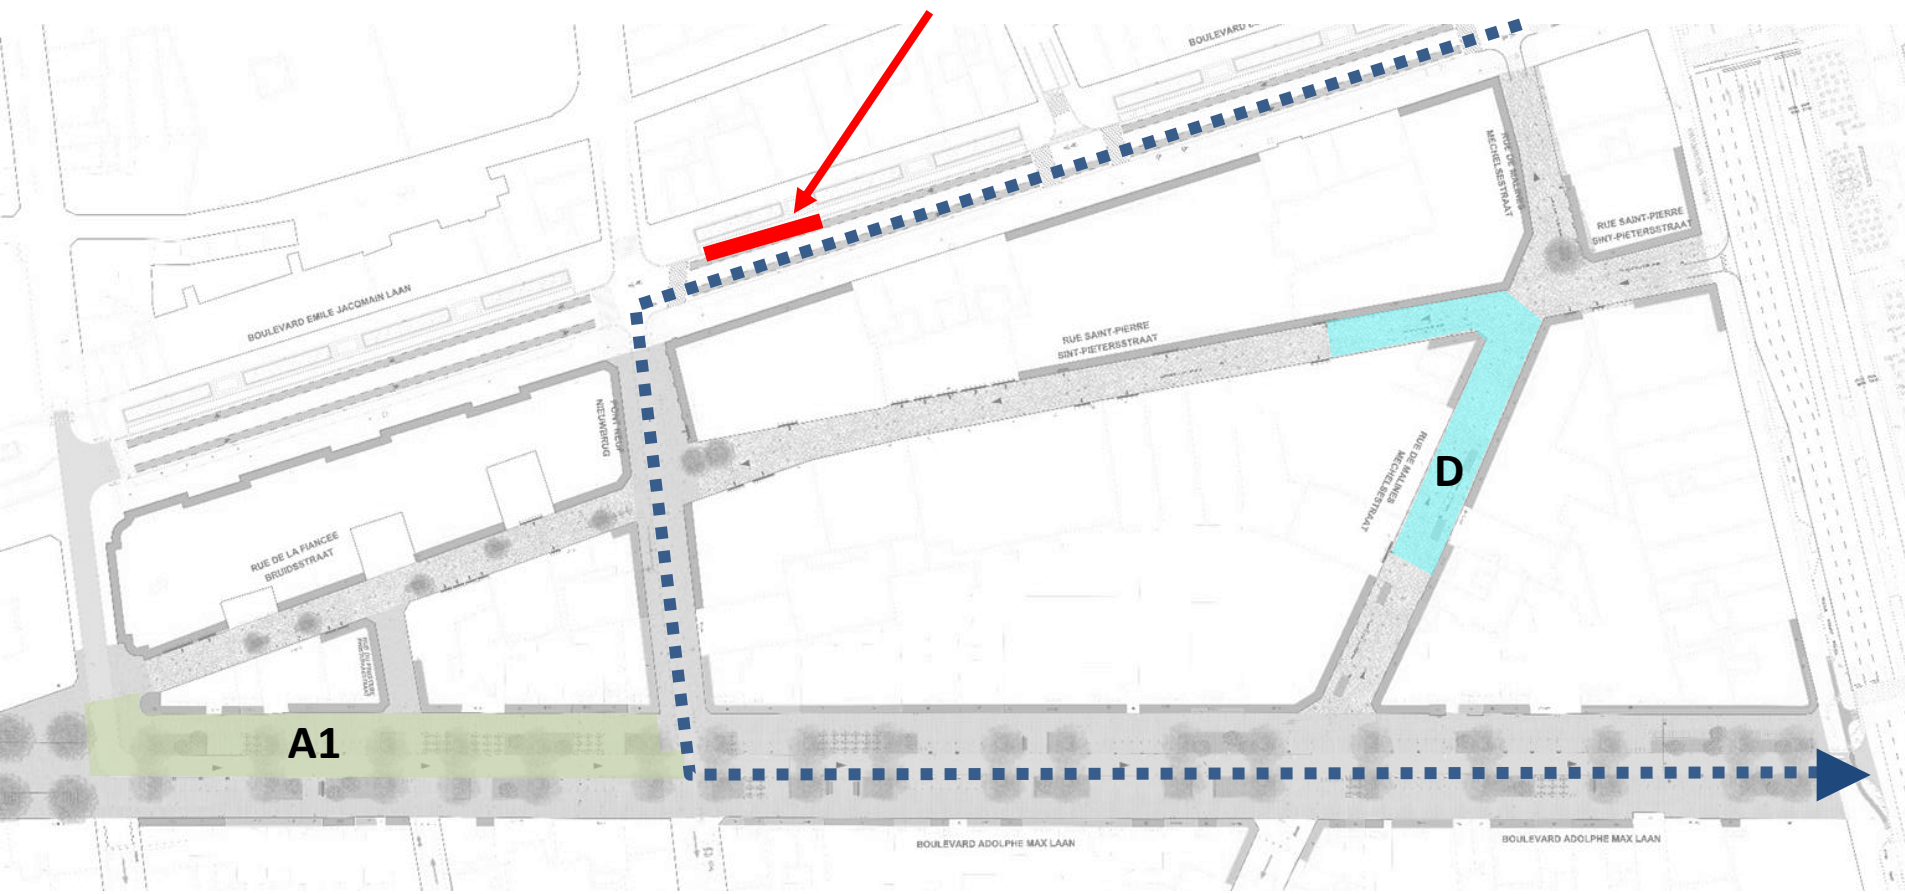 BOULEVARD
RUE DE MALINES
MECHELSESTRAAT
RUE SAINT-PIERRE
SINT-PIETERSSTRAAT
BOULEVARD EMILE JACQMAIN LAAN
RUE SAINT-PIERRE
SINT-PIETERSSTRAAT
PONT NEUF
NIEUWBRUG
RUE DE MALINES
MECHELSESTRAAT
D
RUE DE LA FIANCEE
BRUIDSSTRAAT
A1
BOULEVARD ADOLPHE MAX LAAN
BOULEVARD ADOLPHE MAX LAAN